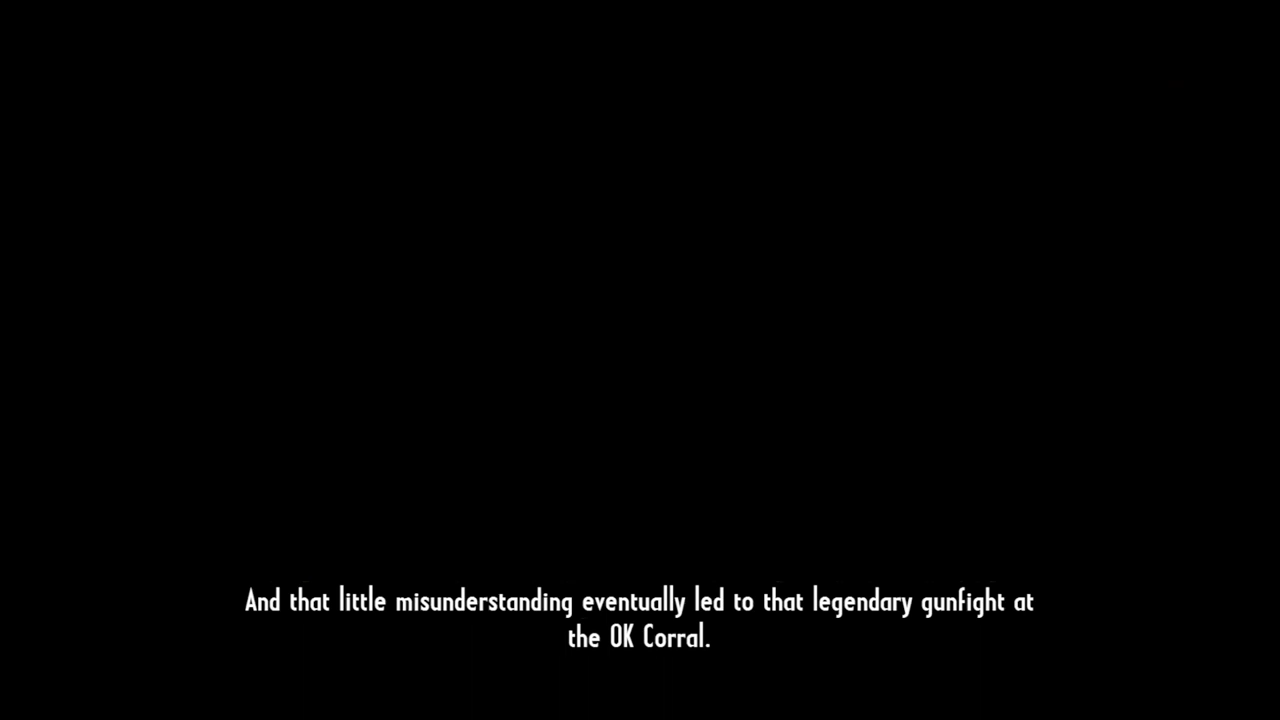 And that little misunderstanding eventually led to that legendary gunfight at
the OK Corral.